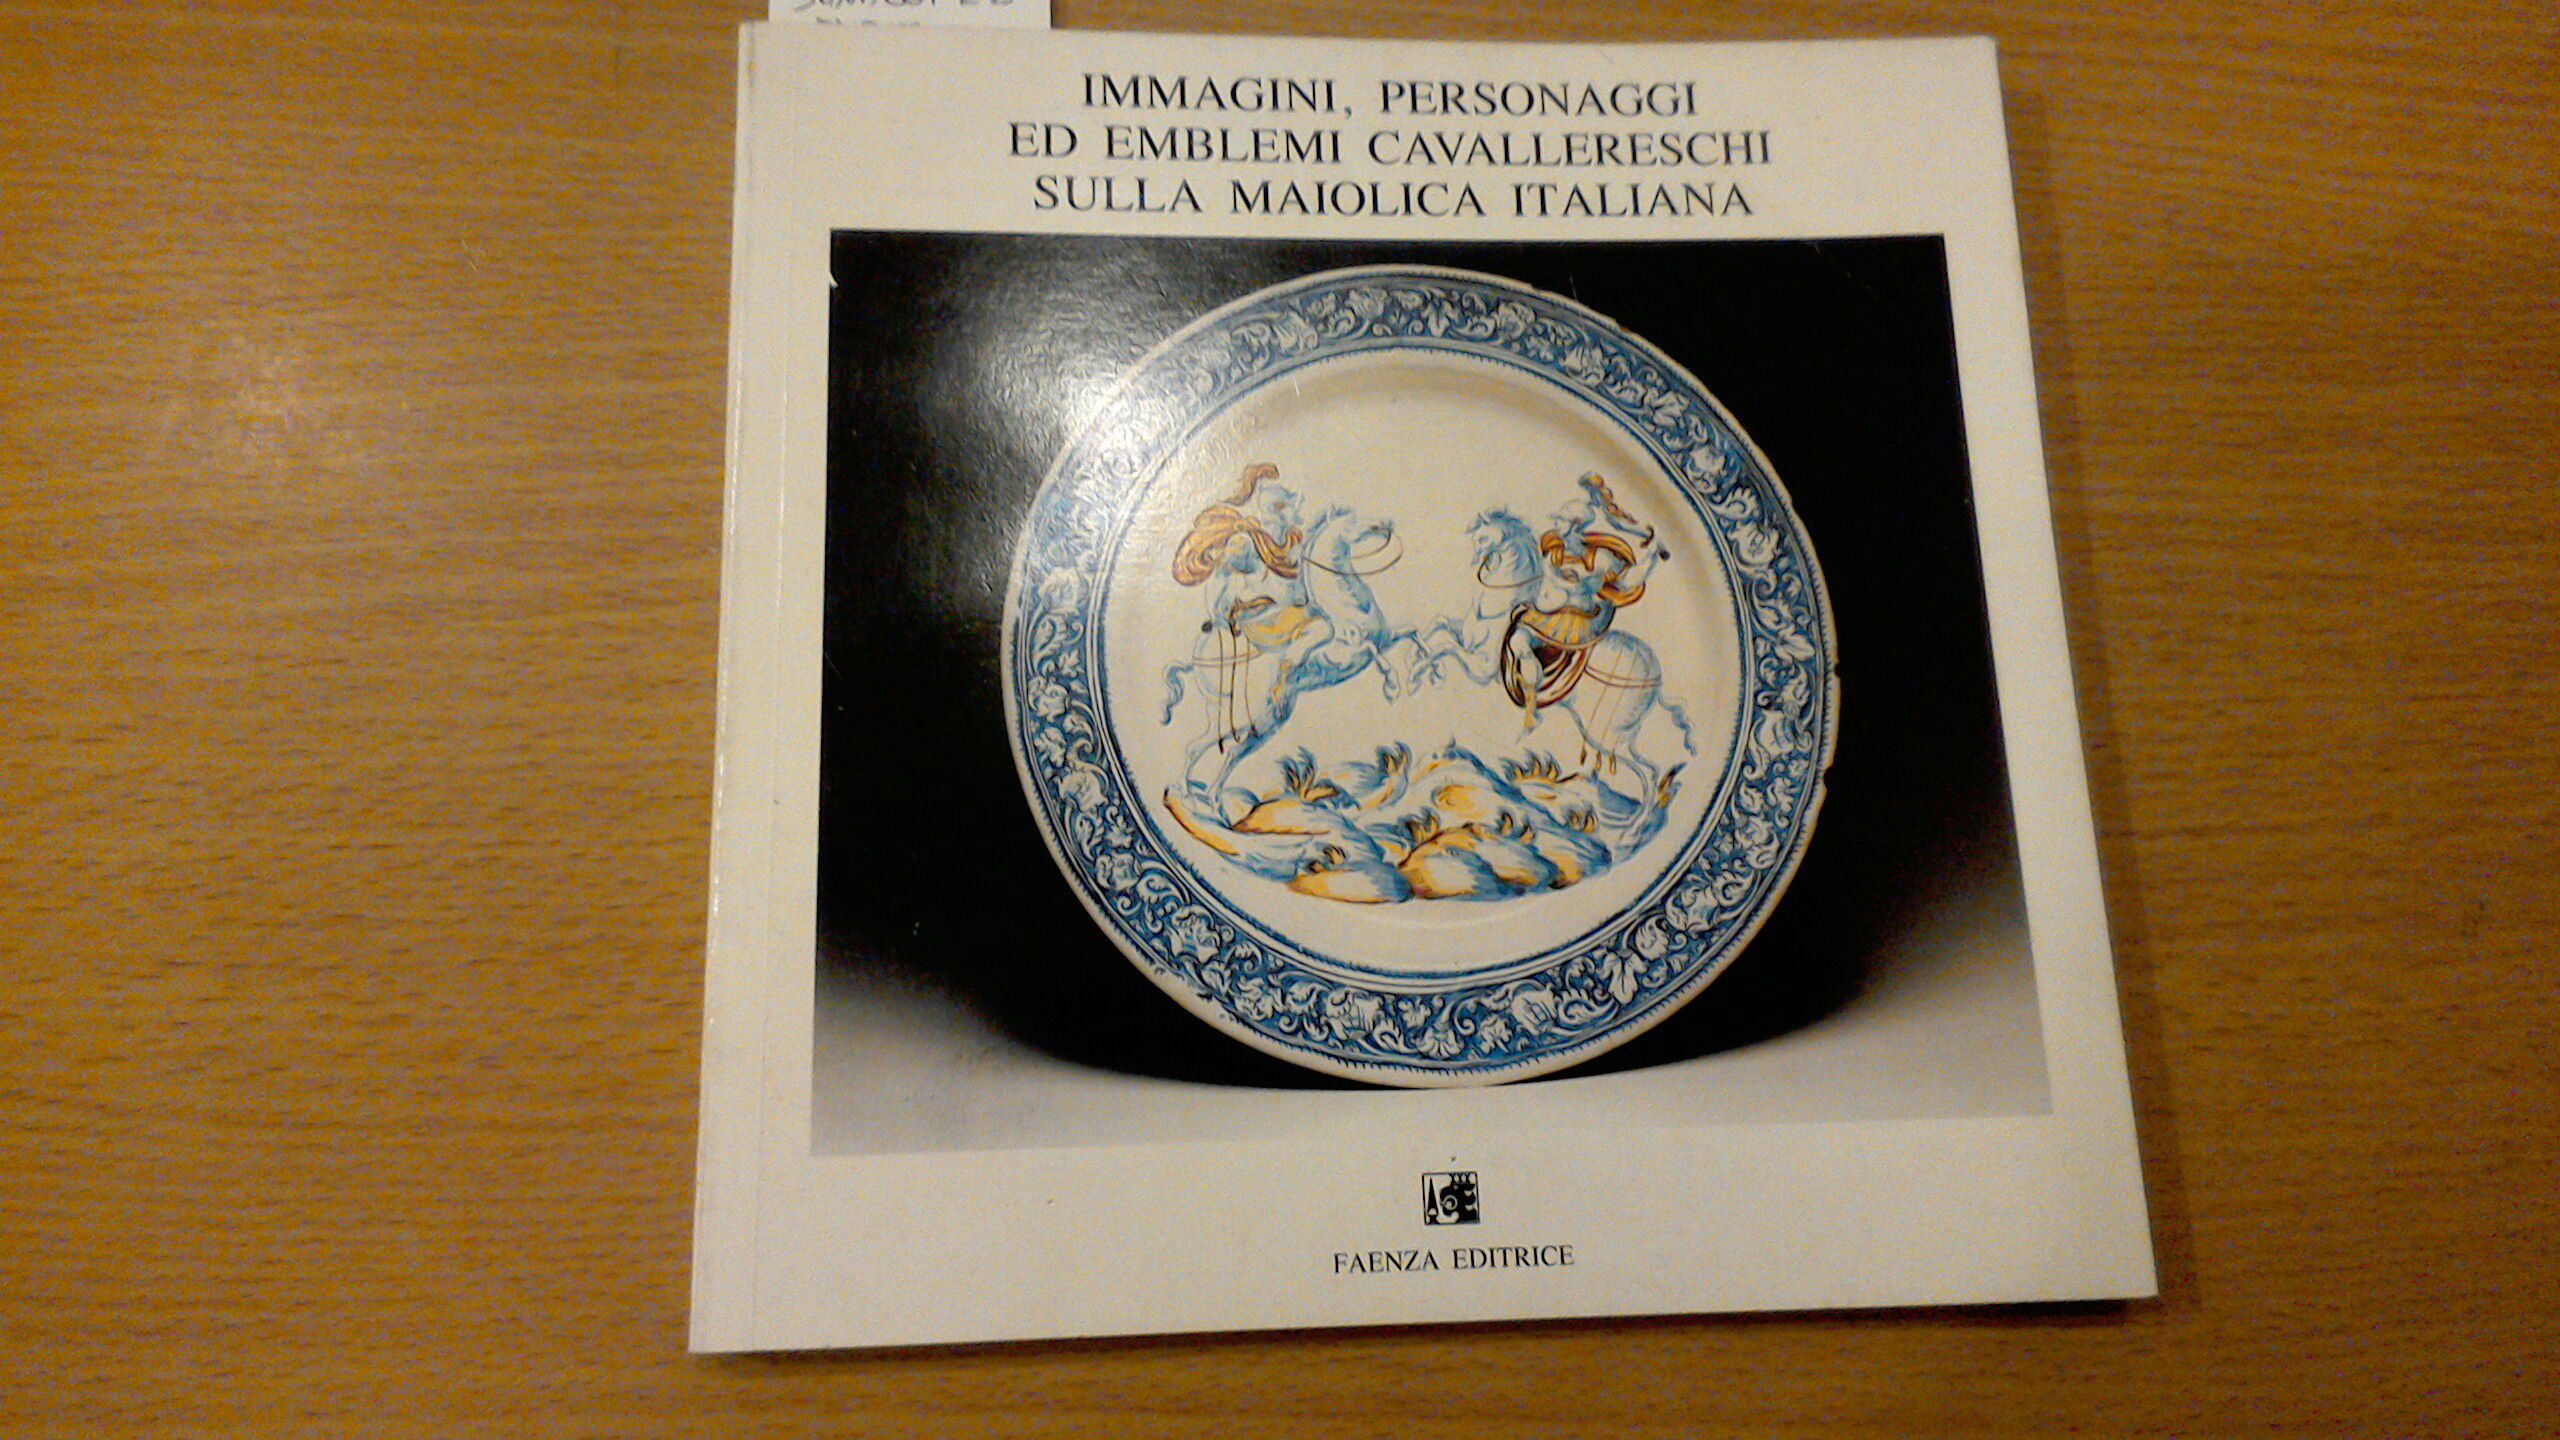 IMMAGINI, PERSONAGGI
ED EMBLEMI CAVALLERESCHI
SULLA MAIOLICA ITALIANA
FAENZA EDITRICE